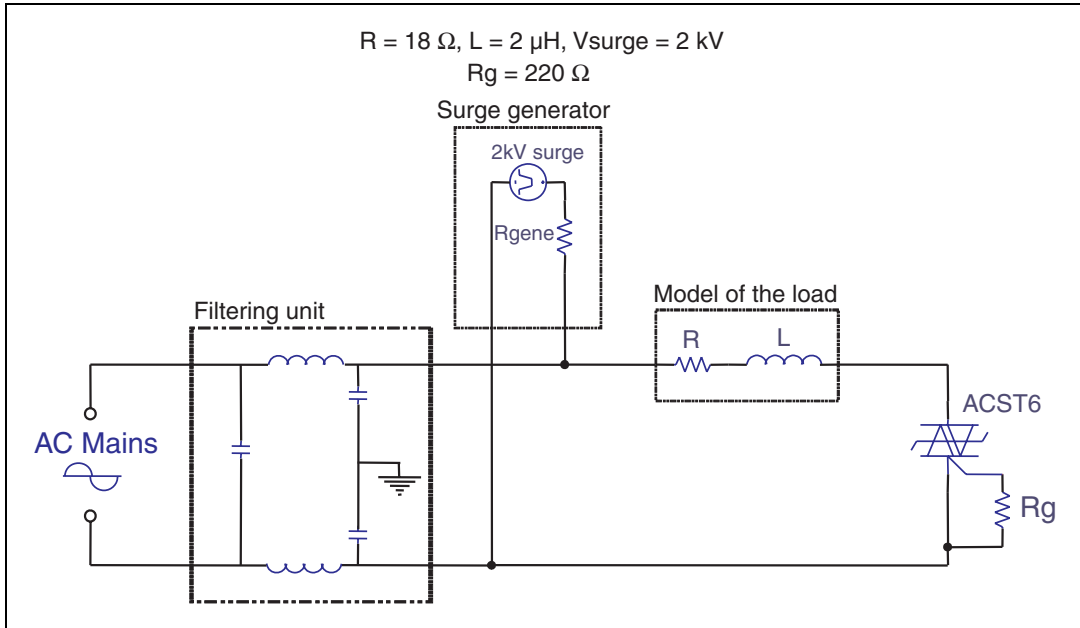 R = 18 Ω, L = 2 µH, Vsurge = 2 kV
Rg = 220 Ω
Surge generator
2kV surge
Rgene
Filtering unit
Model of the load
R
L
ACST6
AC Mains
Rg